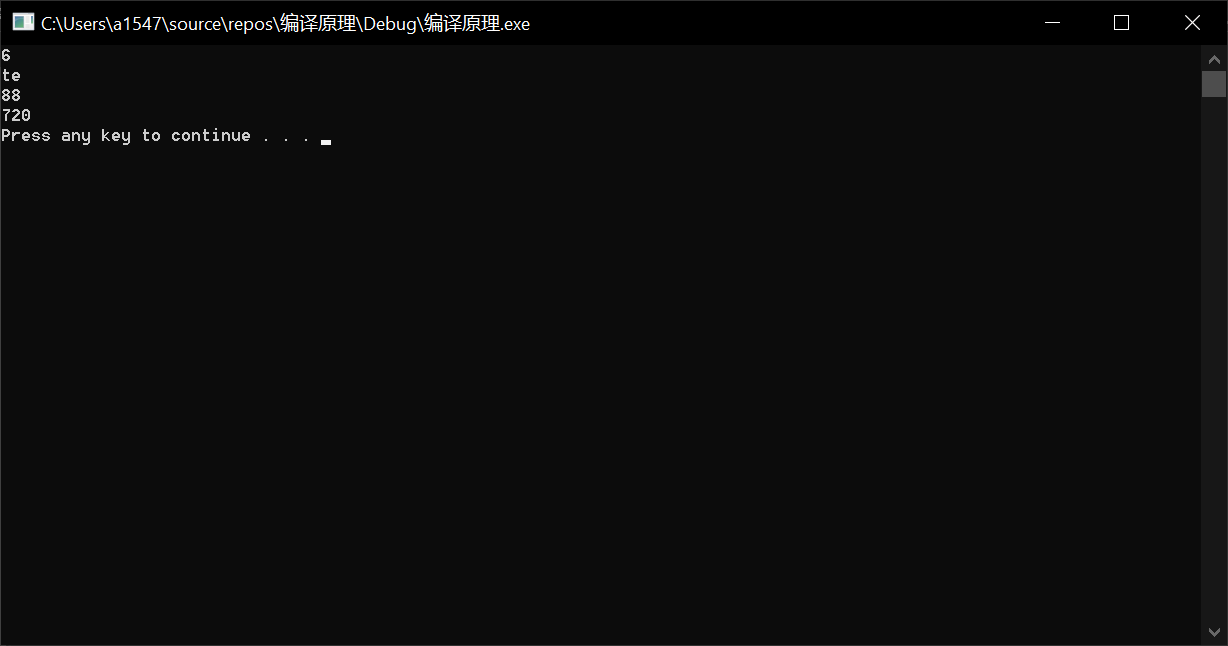 C:\Users\a1547\source\repos\编译原理\Debug\编译原理.exe
6
te
88
720
Press any key to continue . . .